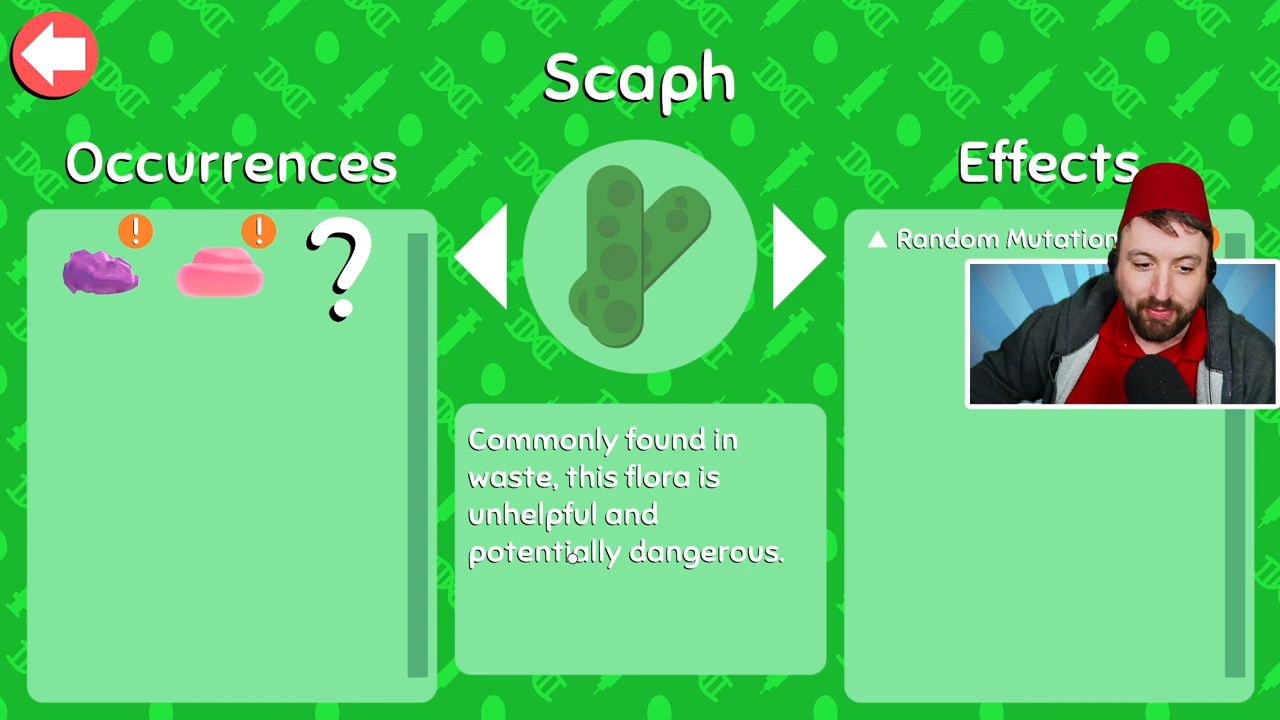 Scaph
Occurrences
!
!
?
Commonly found in
waste, this flora is
unhelpful and
potentially dangerous.
Effects
▲ Random Mutation